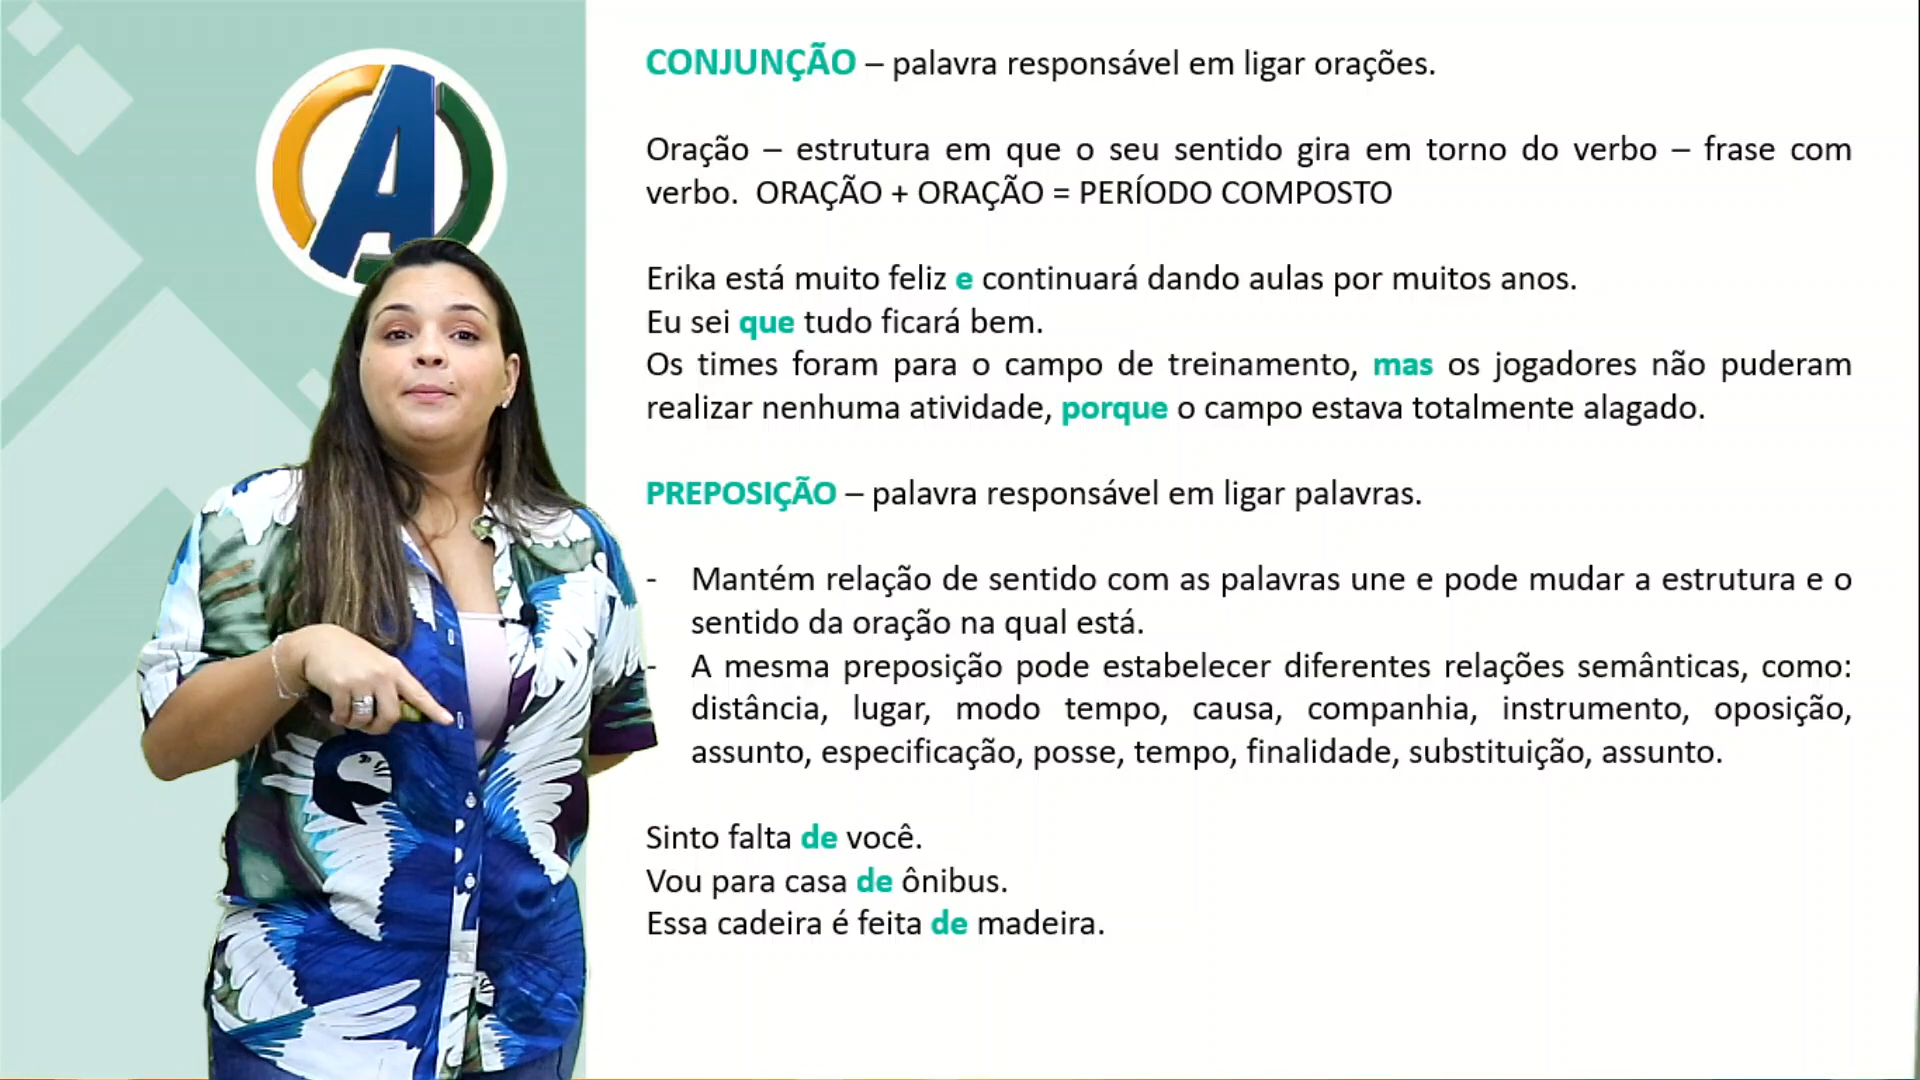 A
CONJUNÇÃO – palavra responsável em ligar orações.
Oração – estrutura em que o seu sentido gira em torno do verbo – frase com
verbo. ORAÇÃO + ORAÇÃO = PERÍODO COMPOSTO
Erika está muito feliz e continuará dando aulas por muitos anos.
Eu sei que tudo ficará bem.
Os times foram para o campo de treinamento, mas os jogadores não puderam
realizar nenhuma atividade, porque o campo estava totalmente alagado.
PREPOSIÇÃO – palavra responsável em ligar palavras.
- Mantém relação de sentido com as palavras une e pode mudar a estrutura e o
sentido da oração na qual está.
- A mesma preposição pode estabelecer diferentes relações semânticas, como:
distância, lugar, modo tempo, causa, companhia, instrumento, oposição,
assunto, especificação, posse, tempo, finalidade, substituição, assunto.
Sinto falta de você.
Vou para casa de ônibus.
Essa cadeira é feita de madeira.